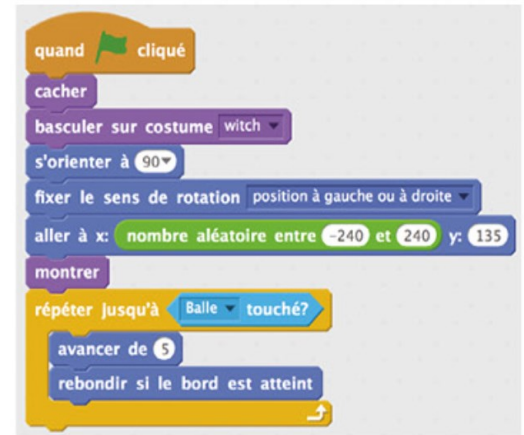 quand cliqué
cacher
basculer sur costume witch
s'orienter à 90
fixer le sens de rotation position à gauche ou à droite
aller à x: nombre aléatoire entre -240 et 240 y: 135
montrer
répéter jusqu'à Balle touché?
avancer de 5
rebondir si le bord est atteint